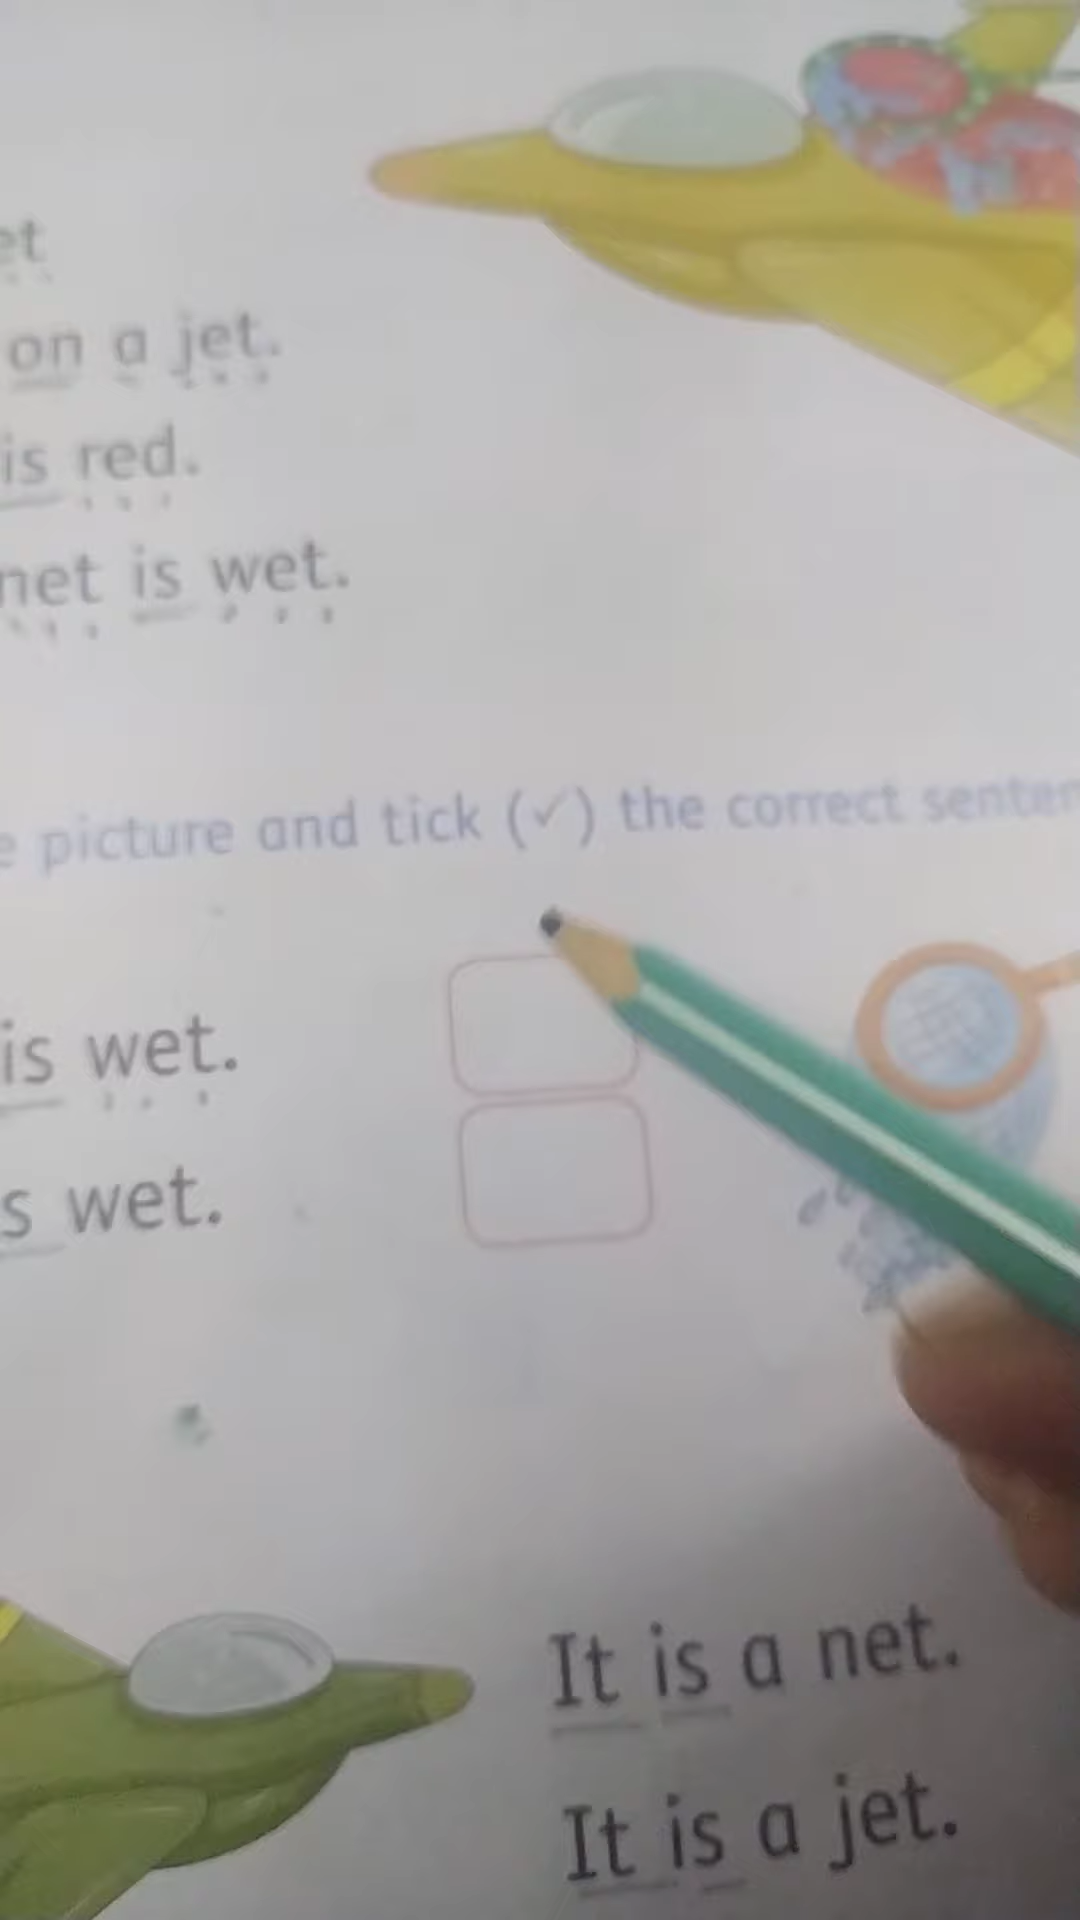 et
on a jet.
is red.
net is wet.
e picture and tick (✓) the correct senten
is wet.
s wet.
It is a net.
It is a jet.